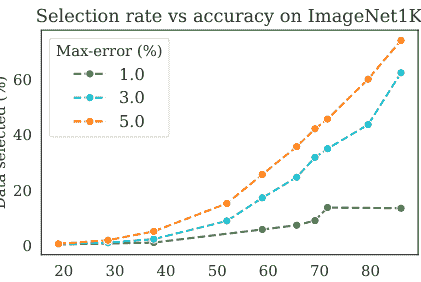 Selection rate vs accuracy on ImageNet1K
Data selected (%)
Max-error (%)
1.0
3.0
5.0
60
40
20
0
20 30 40 50 60 70 80